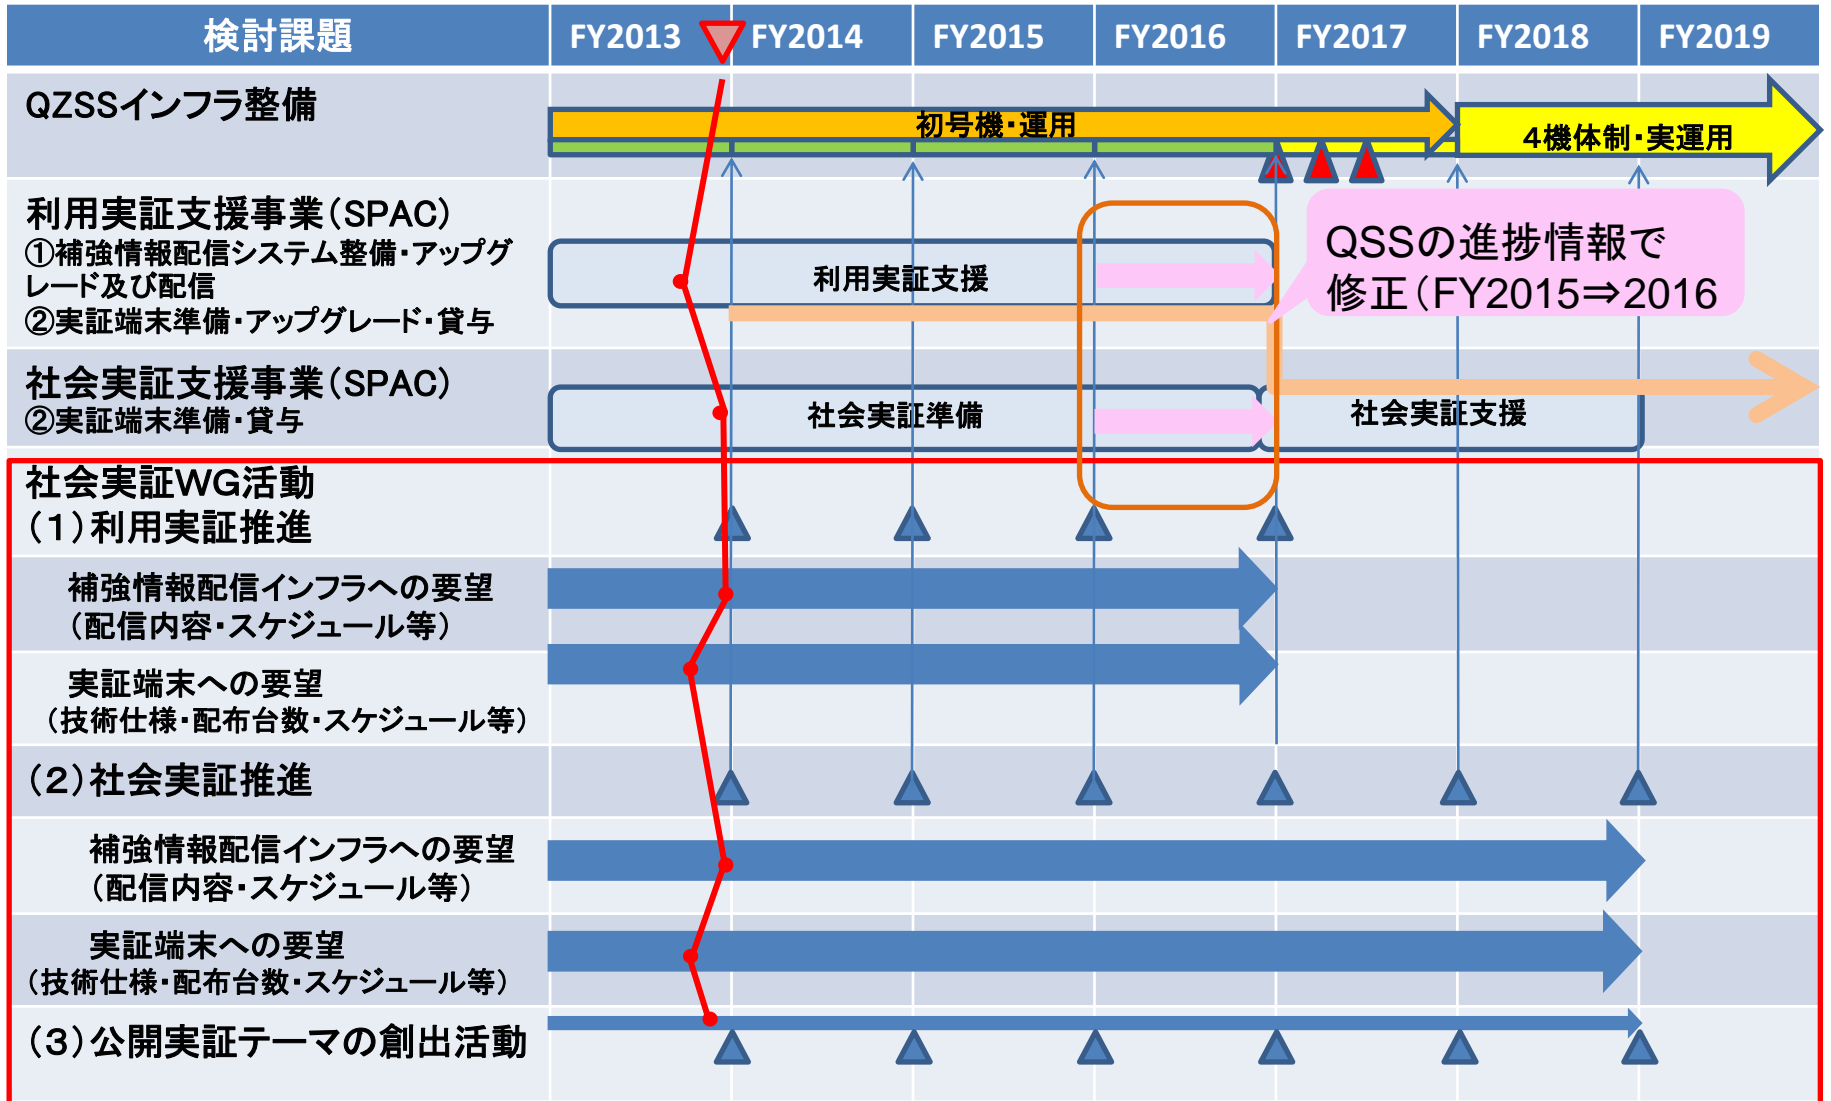 検討課題 FY2013 FY2014 FY2015 FY2016 FY2017 FY2018 FY2019
QZSSインフラ整備
初号機・運用
4機体制・実運用
利用実証支援事業(SPAC)
①補強情報配信システム整備・アップグ
レード及び配信
②実証端末準備・アップグレード・貸与
利用実証支援
QSSの進捗情報で
修正(FY2015⇒2016
社会実証支援事業(SPAC)
②実証端末準備・貸与
社会実証準備
社会実証支援
社会実証WG活動
(1)利用実証推進
補強情報配信インフラへの要望
(配信内容・スケジュール等)
実証端末への要望
(技術仕様・配布台数・スケジュール等)
(2)社会実証推進
補強情報配信インフラへの要望
(配信内容・スケジュール等)
実証端末への要望
(技術仕様・配布台数・スケジュール等)
(3)公開実証テーマの創出活動